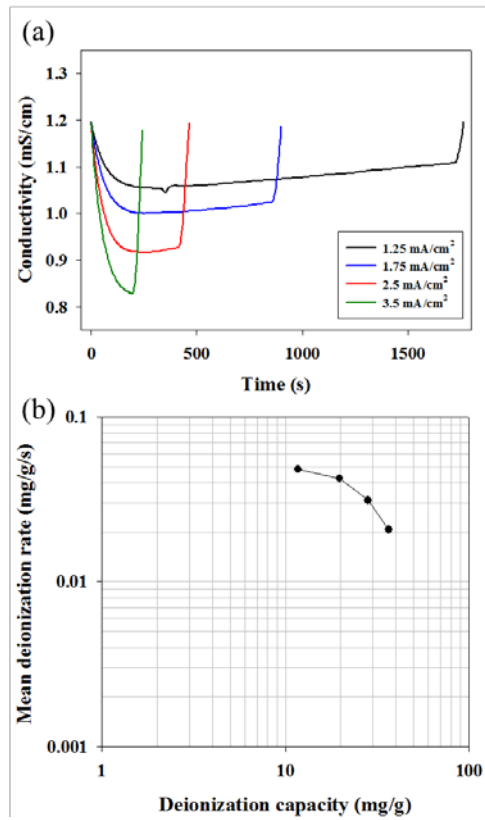 (a)
1.3
1.2
1.1
1.0
0.9
0.8
Conductivity (mS/cm)
1.25 mA/cm²
1.75 mA/cm²
2.5 mA/cm²
3.5 mA/cm²
0
500
1000
1500
Time (s)
(b)
0.1
0.01
0.001
Mean deionization rate (mg/g/s)
1
10
100
Deionization capacity (mg/g)